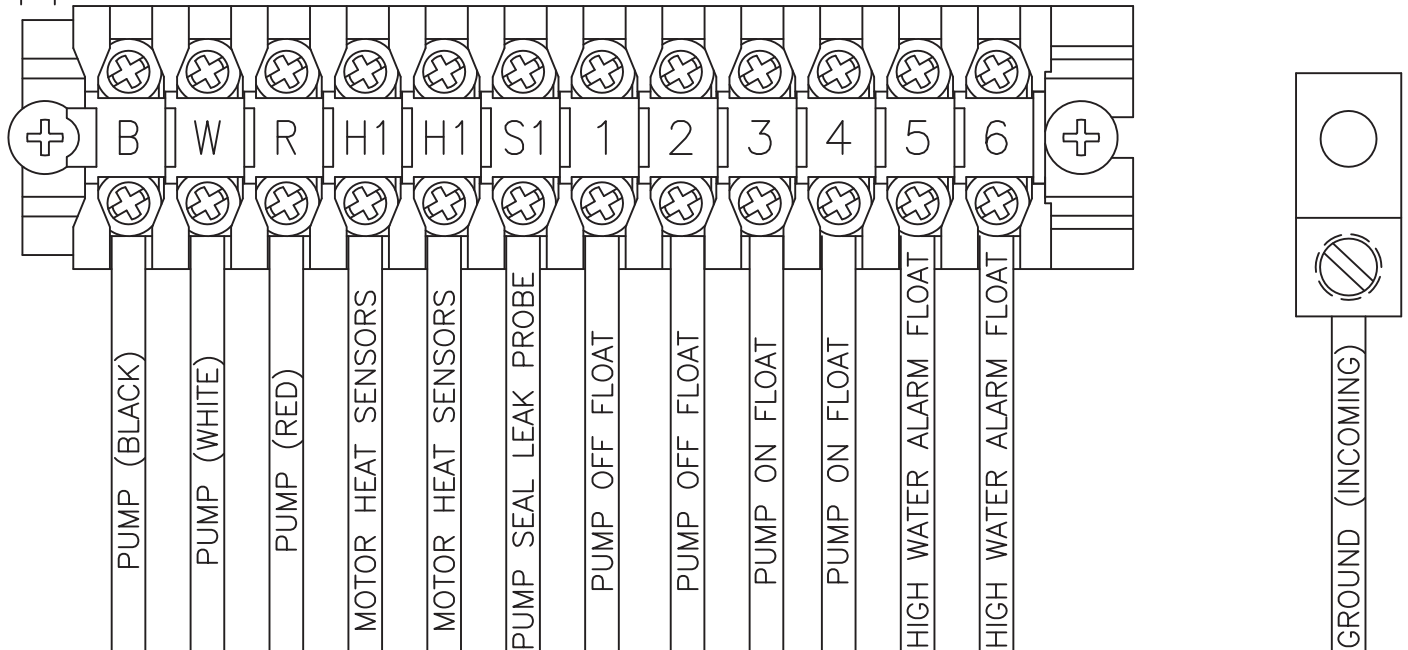 B W R H1 H1 S1 1 2 3 4 5 6
PUMP (BLACK)
PUMP (WHITE)
PUMP (RED)
MOTOR HEAT SENSORS
MOTOR HEAT SENSORS
PUMP SEAL LEAK PROBE
PUMP OFF FLOAT
PUMP OFF FLOAT
PUMP ON FLOAT
PUMP ON FLOAT
HIGH WATER ALARM FLOAT
HIGH WATER ALARM FLOAT
GROUND (INCOMING)